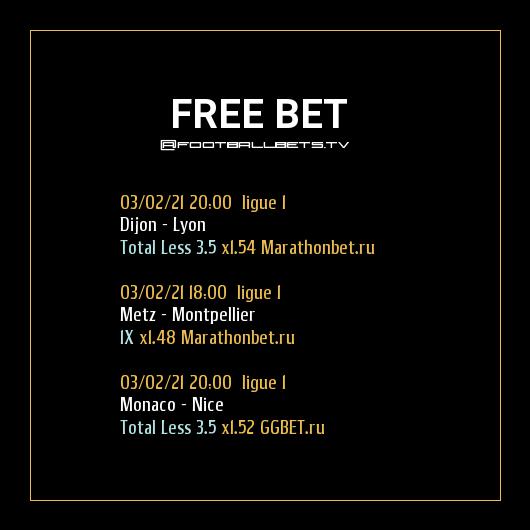 FREE BET
@FOOTBALLBETS.TV
03/02/21 20:00 ligue 1
Dijon - Lyon
Total Less 3.5 x1.54 Marathonbet.ru
03/02/21 18:00 ligue 1
Metz - Montpellier
1X x1.48 Marathonbet.ru
03/02/21 20:00 ligue 1
Monaco - Nice
Total Less 3.5 x1.52 GGBET.ru